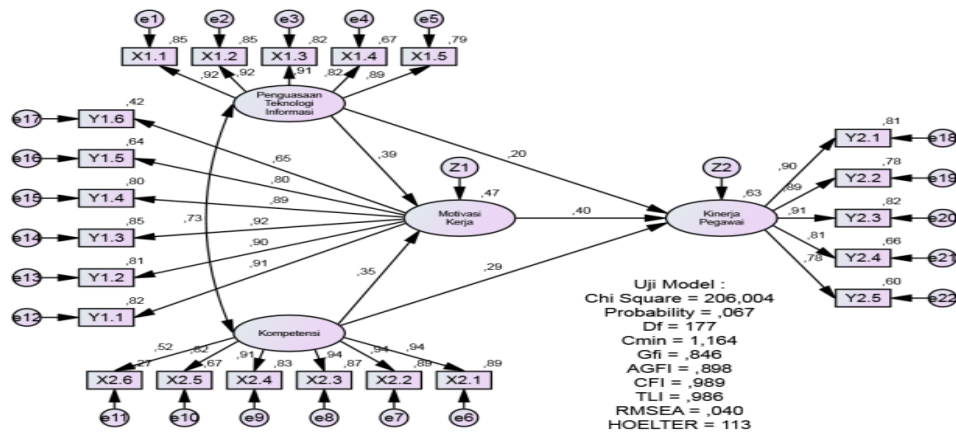 e1 e2 e3 e4 e5
,85 ,85 ,82 ,67 ,79
X1.1 X1.2 X1.3 X1.4 X1.5
,92 ,92 ,91 ,82 ,89
Penguasaan
Teknologi
Informasi
e17 Y1.6 ,42
e16 Y1.5 ,64
e15 Y1.4 ,80
e14 Y1.3 ,85
e13 Y1.2 ,81
e12 Y1.1 ,82
,65
,80
,89
,92
,90
,91
,73
,39
,20
Z1
,47
Motivasi
Kerja
,40
,35
,29
Z2
,63
Kinerja
Pegawai
,90
,89
,91
,81
,78
,81 Y2.1 e18
,78 Y2.2 e19
,82 Y2.3 e20
,66 Y2.4 e21
,60 Y2.5 e22
Kompetensi
,52 ,82 ,91 ,94 ,94 ,94
,27 ,67 ,83 ,87 ,89 ,89
X2.6 X2.5 X2.4 X2.3 X2.2 X2.1
e11 e10 e9 e8 e7 e6
Uji Model :
Chi Square = 206,004
Probability = ,067
Df = 177
Cmin = 1,164
Gfi = ,846
AGFI = ,898
CFI = ,989
TLI = ,986
RMSEA = ,040
HOELTER = 113